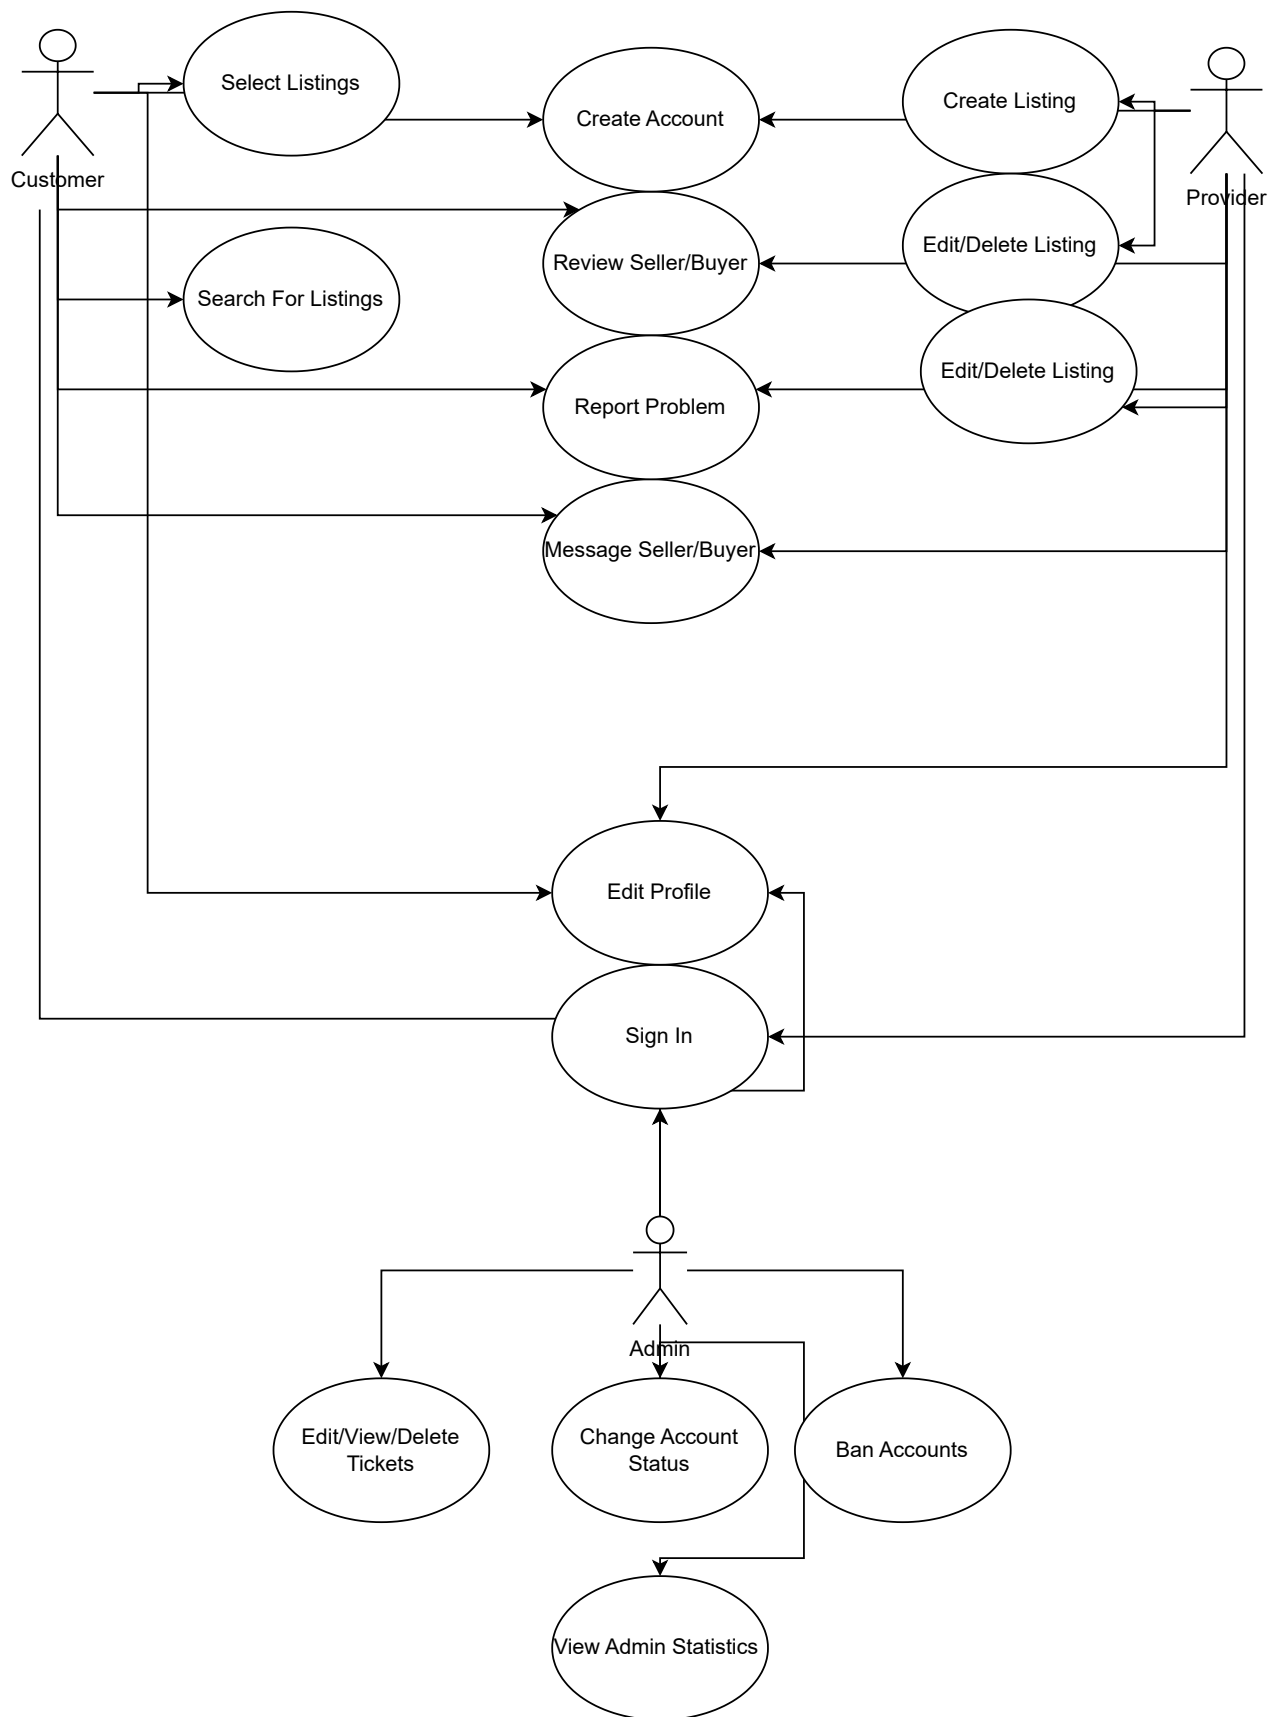 Select Listings
Create Account
Create Listing
Customer
Provider
Review Seller/Buyer
Edit/Delete Listing
Search For Listings
Edit/Delete Listing
Report Problem
Message Seller/Buyer
Edit Profile
Sign In
Admin
Edit/View/Delete
Tickets
Change Account
Status
Ban Accounts
View Admin Statistics